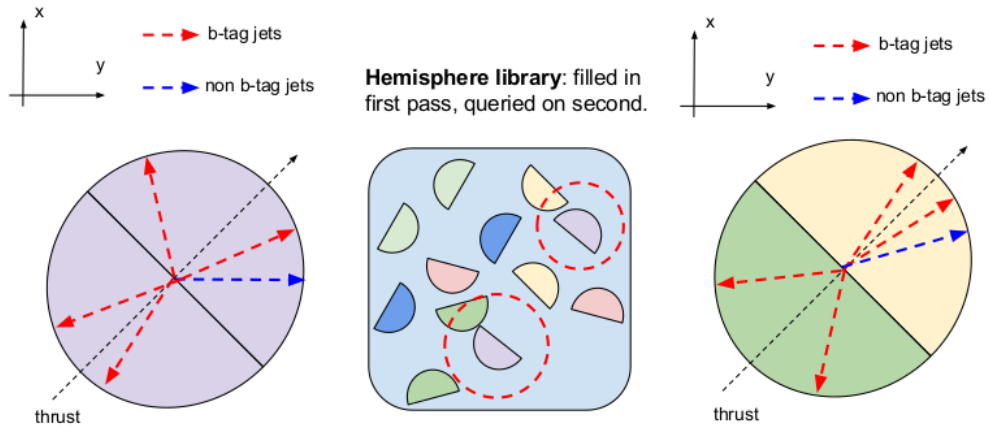 x
y
b-tag jets
non b-tag jets
thrust
Hemisphere library: filled in
first pass, queried on second.
x
y
b-tag jets
non b-tag jets
thrust